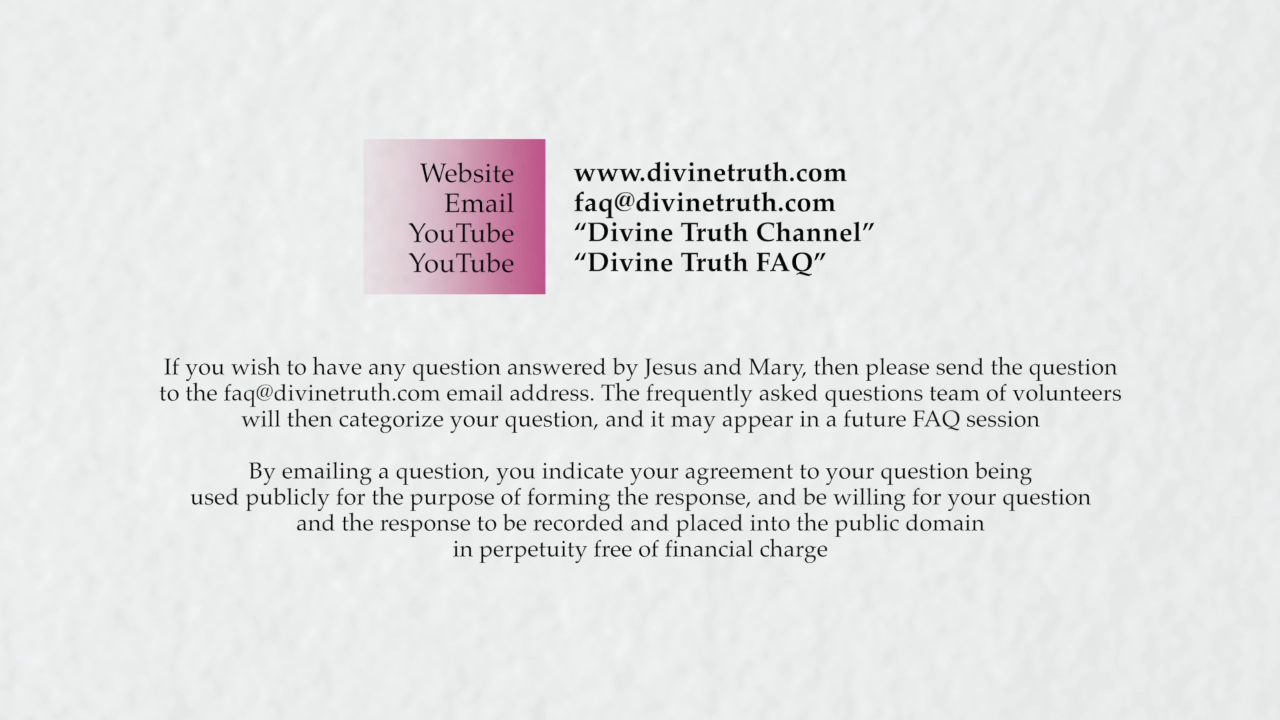 Website www.divinetruth.com
Email faq@divinetruth.com
YouTube “Divine Truth Channel”
YouTube “Divine Truth FAQ”
If you wish to have any question answered by Jesus and Mary, then please send the question
to the faq@divinetruth.com email address. The frequently asked questions team of volunteers
will then categorize your question, and it may appear in a future FAQ session
By emailing a question, you indicate your agreement to your question being
used publicly for the purpose of forming the response, and be willing for your question
and the response to be recorded and placed into the public domain
in perpetuity free of financial charge